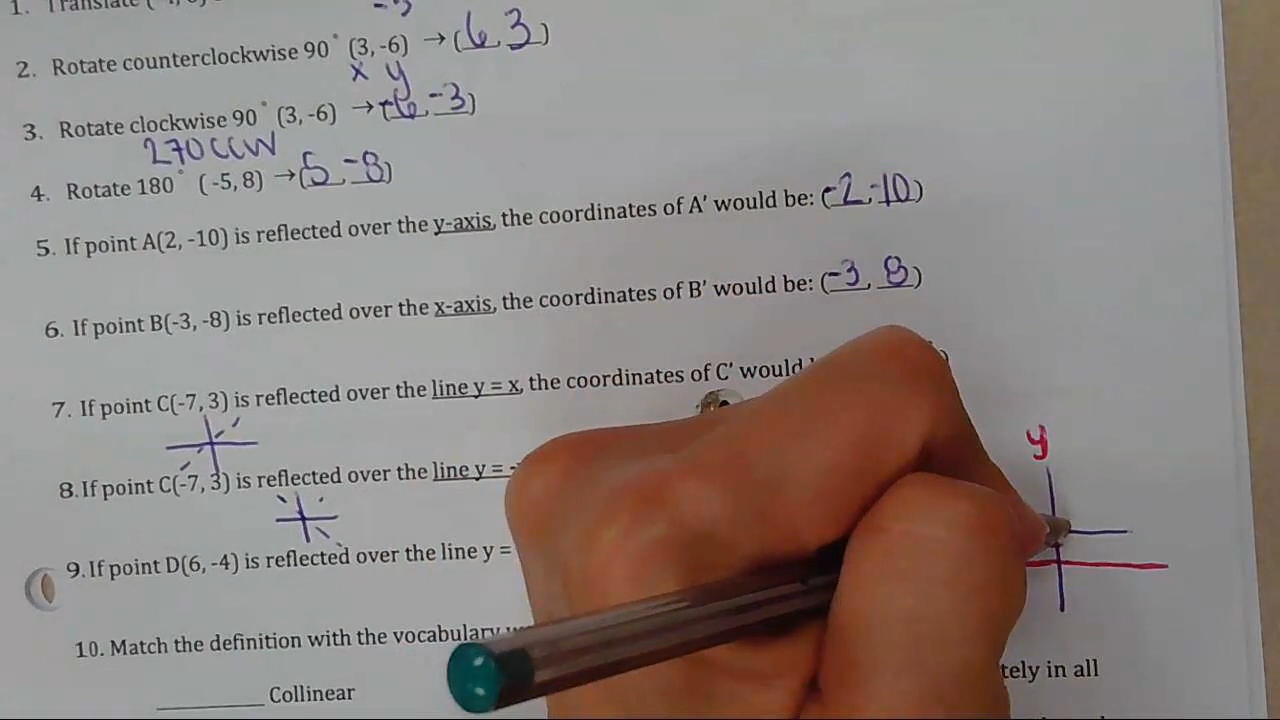 1. Translate (
2. Rotate counterclockwise 90° (3, -6) → (6, 3)
x y
3. Rotate clockwise 90° (3, -6) → (-6, -3)
270 CCW
4. Rotate 180° (-5, 8) → (5, -8)
5. If point A(2, -10) is reflected over the y-axis, the coordinates of A' would be: (-2, -10)
6. If point B(-3, -8) is reflected over the x-axis, the coordinates of B' would be: (-3, 8)
7. If point C(-7, 3) is reflected over the line y = x, the coordinates of C' would
8. If point C(-7, 3) is reflected over the line y = -
y
9. If point D(6, -4) is reflected over the line y =
10. Match the definition with the vocabulary
tely in all
________ Collinear